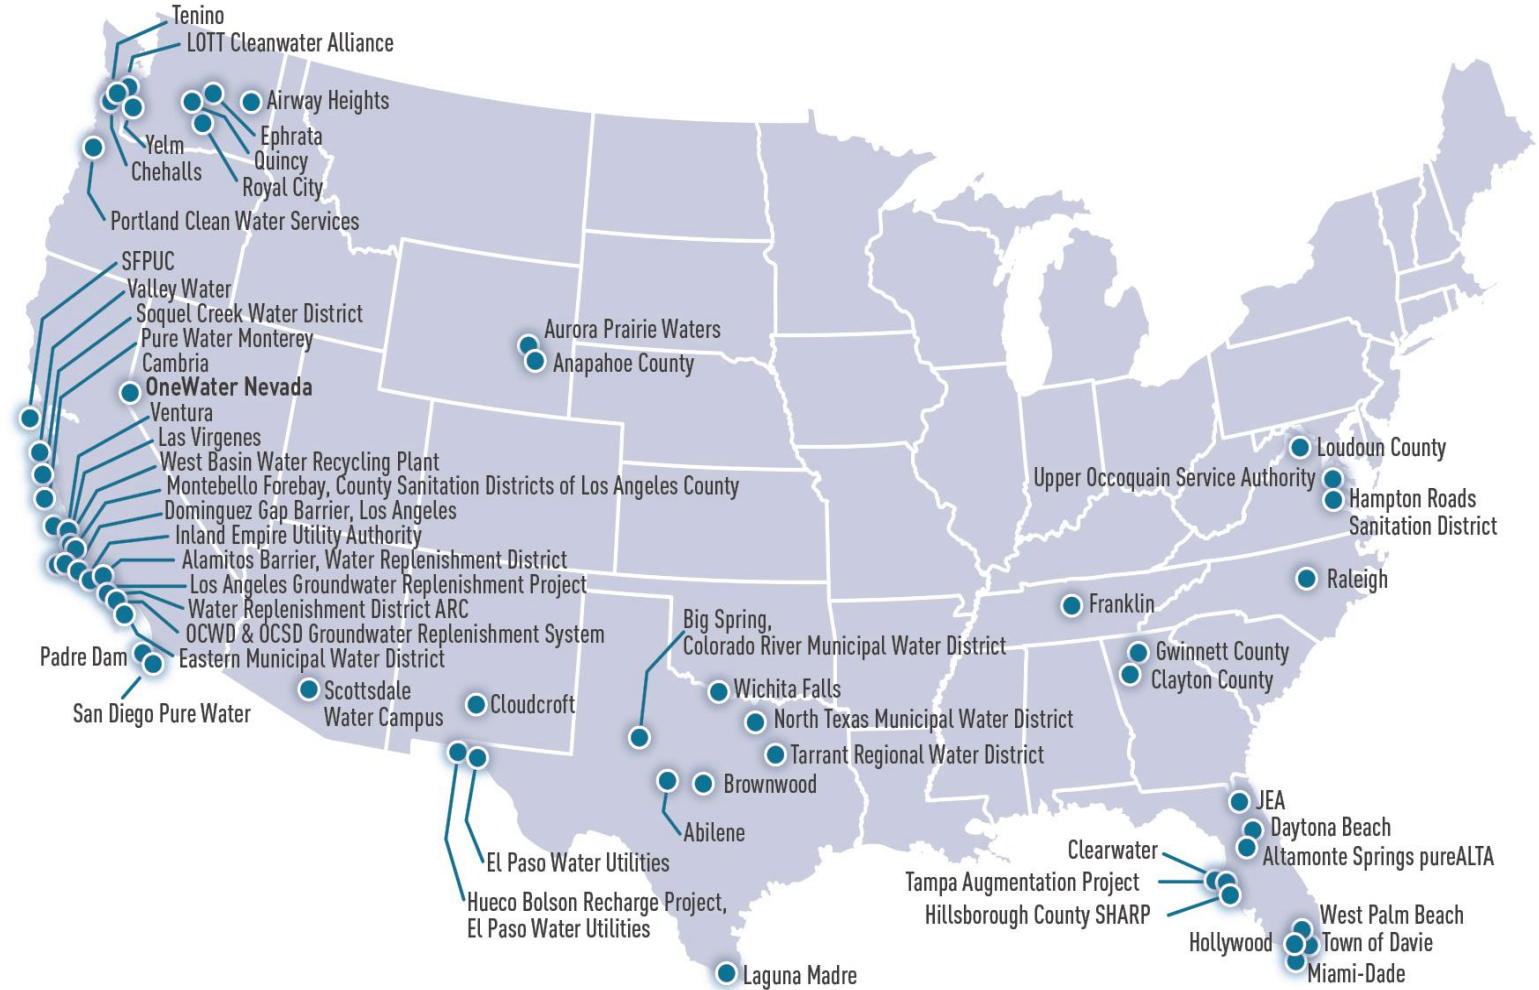 Tenino
LOTT Cleanwater Alliance
Airway Heights
Ephrata
Yelm
Quincy
Chehalls
Royal City
Portland Clean Water Services
SFPUC
Valley Water
Soquel Creek Water District
Pure Water Monterey
Cambria
OneWater Nevada
Ventura
Las Virgenes
West Basin Water Recycling Plant
Montebello Forebay, County Sanitation Districts of Los Angeles County
Dominguez Gap Barrier, Los Angeles
Inland Empire Utility Authority
Alamitos Barrier, Water Replenishment District
Los Angeles Groundwater Replenishment Project
Water Replenishment District ARC
OCWD & OCSD Groundwater Replenishment System
Eastern Municipal Water District
Padre Dam
San Diego Pure Water
Scottsdale
Water Campus
Cloudcroft
Aurora Prairie Waters
Anapahoe County
Big Spring,
Colorado River Municipal Water District
Wichita Falls
North Texas Municipal Water District
Tarrant Regional Water District
Brownwood
Abilene
El Paso Water Utilities
Hueco Bolson Recharge Project,
El Paso Water Utilities
Laguna Madre
Loudoun County
Upper Occoquain Service Authority
Hampton Roads
Sanitation District
Raleigh
Franklin
Gwinnett County
Clayton County
JEA
Daytona Beach
Altamonte Springs pureALTA
Clearwater
Tampa Augmentation Project
Hillsborough County SHARP
West Palm Beach
Hollywood
Town of Davie
Miami-Dade